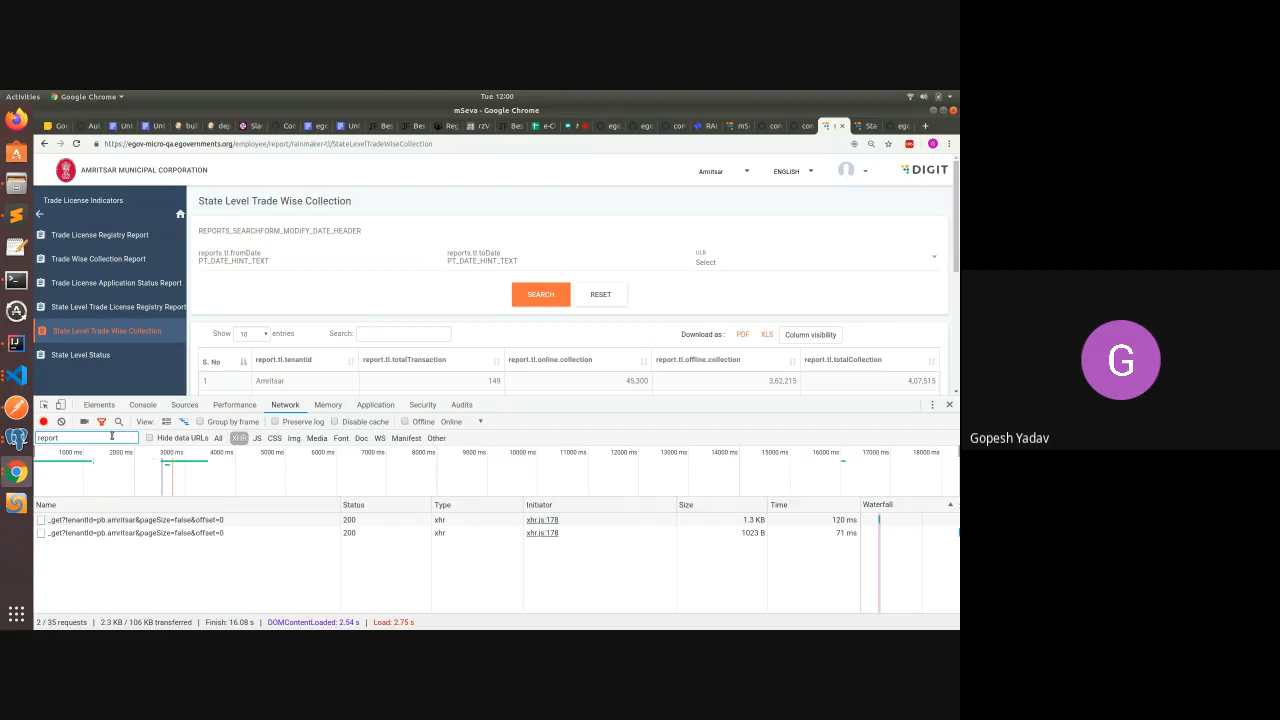 Activities
Google Chrome
Tue 12:00
mSeva - Google Chrome
https://egov-micro-qa.egovernments.org/employee/report/rainmaker-tl/StateLevelTradeWiseCollection
AMRITSAR MUNICIPAL CORPORATION
Amritsar
ENGLISH
DIGIT
Trade License Indicators
Trade License Registry Report
Trade Wise Collection Report
Trade License Application Status Report
State Level Trade License Registry Report
State Level Trade Wise Collection
State Level Status
State Level Trade Wise Collection
REPORTS_SEARCHFORM_MODIFY_DATE_HEADER
reports.tl.fromDate
PT_DATE_HINT_TEXT
reports.tl.toDate
PT_DATE_HINT_TEXT
ULB
Select
SEARCH
RESET
Show 10 entries
Search:
Download as :
PDF
XLS
Column visibility
S. No
report.tl.tenantid
report.tl.totalTransaction
report.tl.online.collection
report.tl.offline.collection
report.tl.totalCollection
1
Amritsar
149
45,300
3,62,215
4,07,515
Elements
Console
Sources
Performance
Network
Memory
Application
Security
Audits
View:
Group by frame
Preserve log
Disable cache
Offline
Online
report
Hide data URLs
All
XHR
JS
CSS
Img
Media
Font
Doc
WS
Manifest
Other
1000 ms
2000 ms
3000 ms
4000 ms
5000 ms
6000 ms
7000 ms
8000 ms
9000 ms
10000 ms
11000 ms
12000 ms
13000 ms
14000 ms
15000 ms
16000 ms
17000 ms
18000 ms
Name
Status
Type
Initiator
Size
Time
Waterfall
_get?tenantId=pb.amritsar&pageSize=false&offset=0
200
xhr
xhr.js:178
1.3 KB
120 ms
_get?tenantId=pb.amritsar&pageSize=false&offset=0
200
xhr
xhr.js:178
1023 B
71 ms
2 / 35 requests
2.3 KB / 106 KB transferred
Finish: 16.08 s
DOMContentLoaded: 2.54 s
Load: 2.75 s
G
Gopesh Yadav